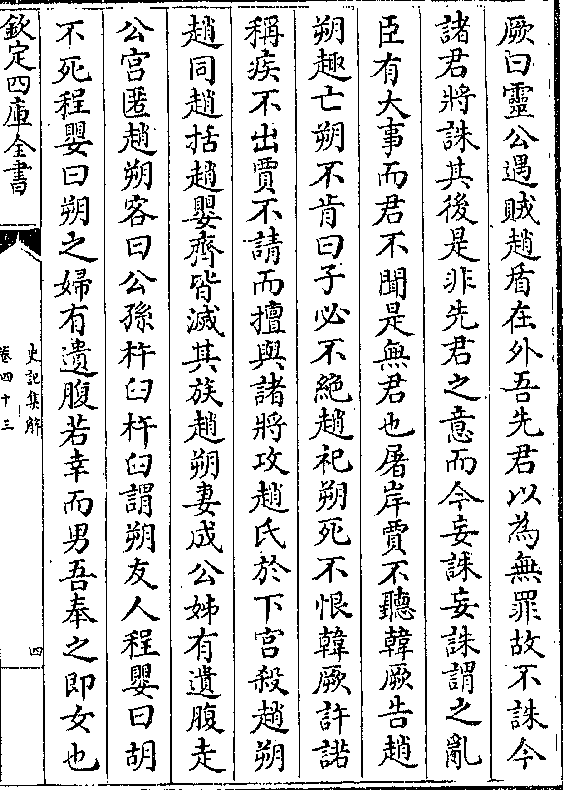 厥曰靈公遇賊趙盾在外吾先君以為無罪故不誅今
諸君將誅其後是非先君之意而今妄誅妄誅謂之亂
臣有大事而君不聞是無君也屠岸賈不聽韓厥告趙
朔趣亡朔不肯曰子必不絶趙祀朔死不恨韓厥許諾
稱疾不出賈不請而擅與諸將攻趙氏於下宫殺趙朔
趙同趙括趙嬰齊皆滅其族趙朔妻成公姊有遺腹走
公宫匿趙朔客曰公孫杵臼杵臼謂朔友人程嬰曰胡
不死程嬰曰朔之婦有遺腹若幸而男吾奉之即女也
欽定四庫全書
史記集解
卷四十三
四